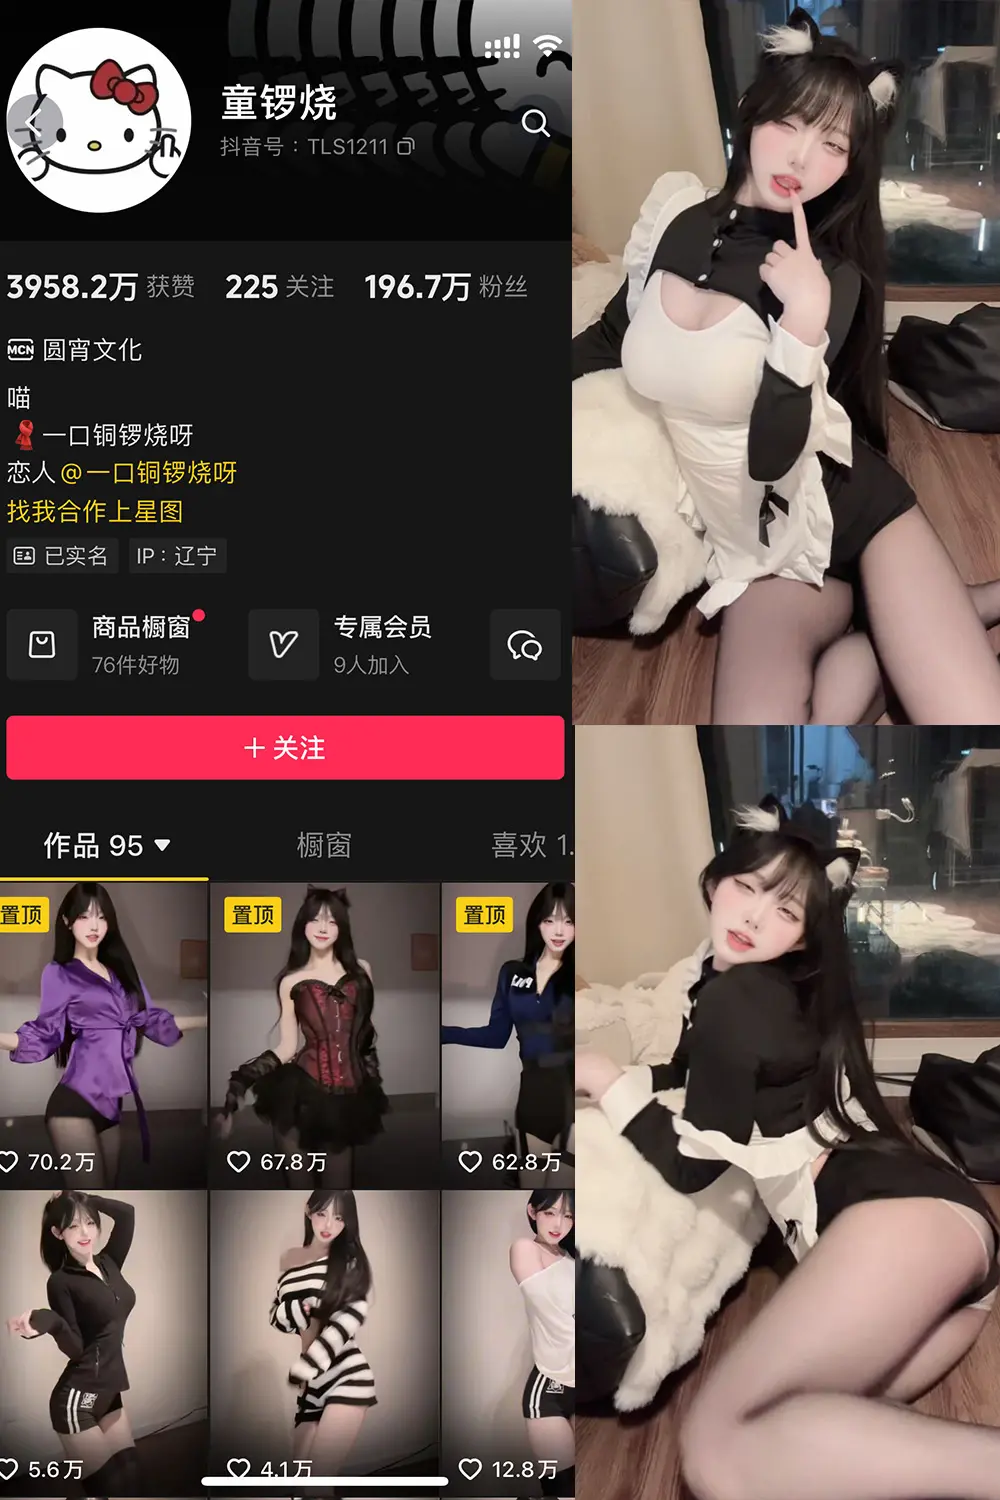 童锣烧
抖音号：TLS1211
3958.2万 获赞 225 关注 196.7万 粉丝
MCN 圆宵文化
喵
一口铜锣烧呀
恋人@一口铜锣烧呀
找我合作上星图
已实名 IP：辽宁
商品橱窗 专属会员
76件好物 9人加入
＋关注
作品 95 橱窗 喜欢 1.
置顶 置顶 置顶
70.2万 67.8万 62.8万
5.6万 4.1万 12.8万